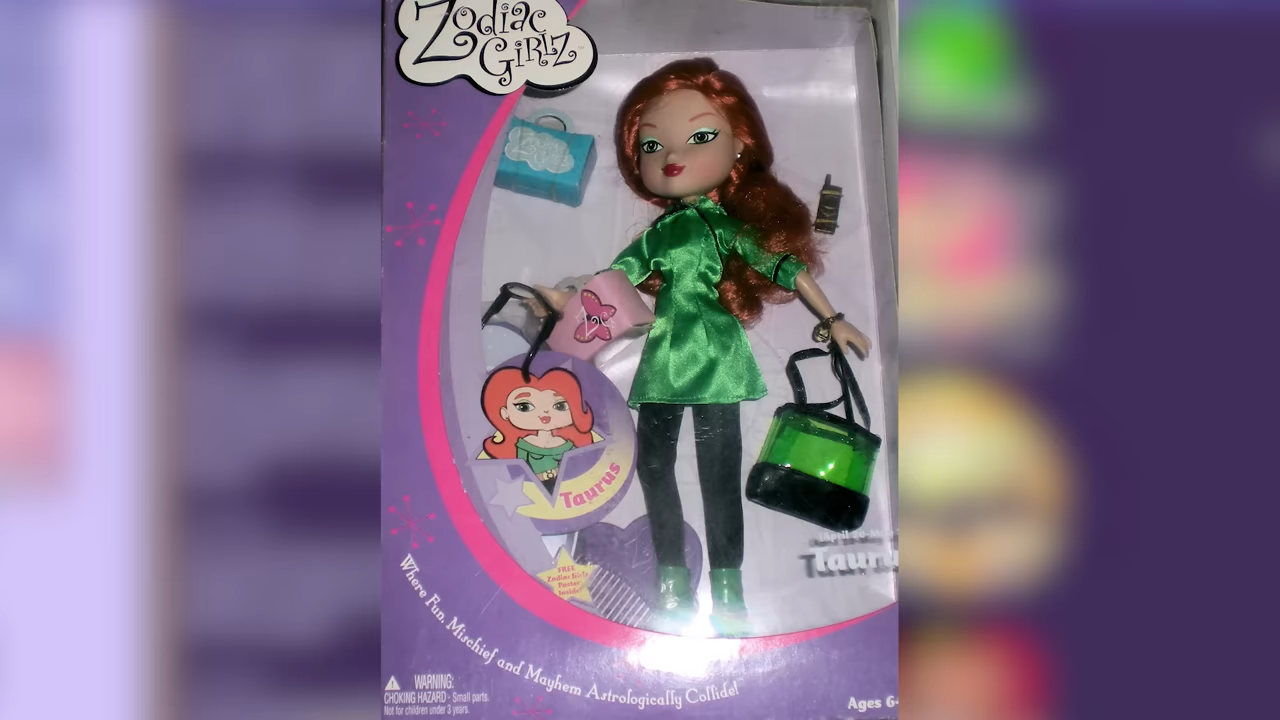 Zodiac
GirLz
Taurus
FREE
Zodiac Girlz
Poster
Inside!
Where Fun, Mischief and Mayhem Astrologically Collide!
WARNING:
CHOKING HAZARD - Small parts.
Not for children under 3 years.
Ages 6+